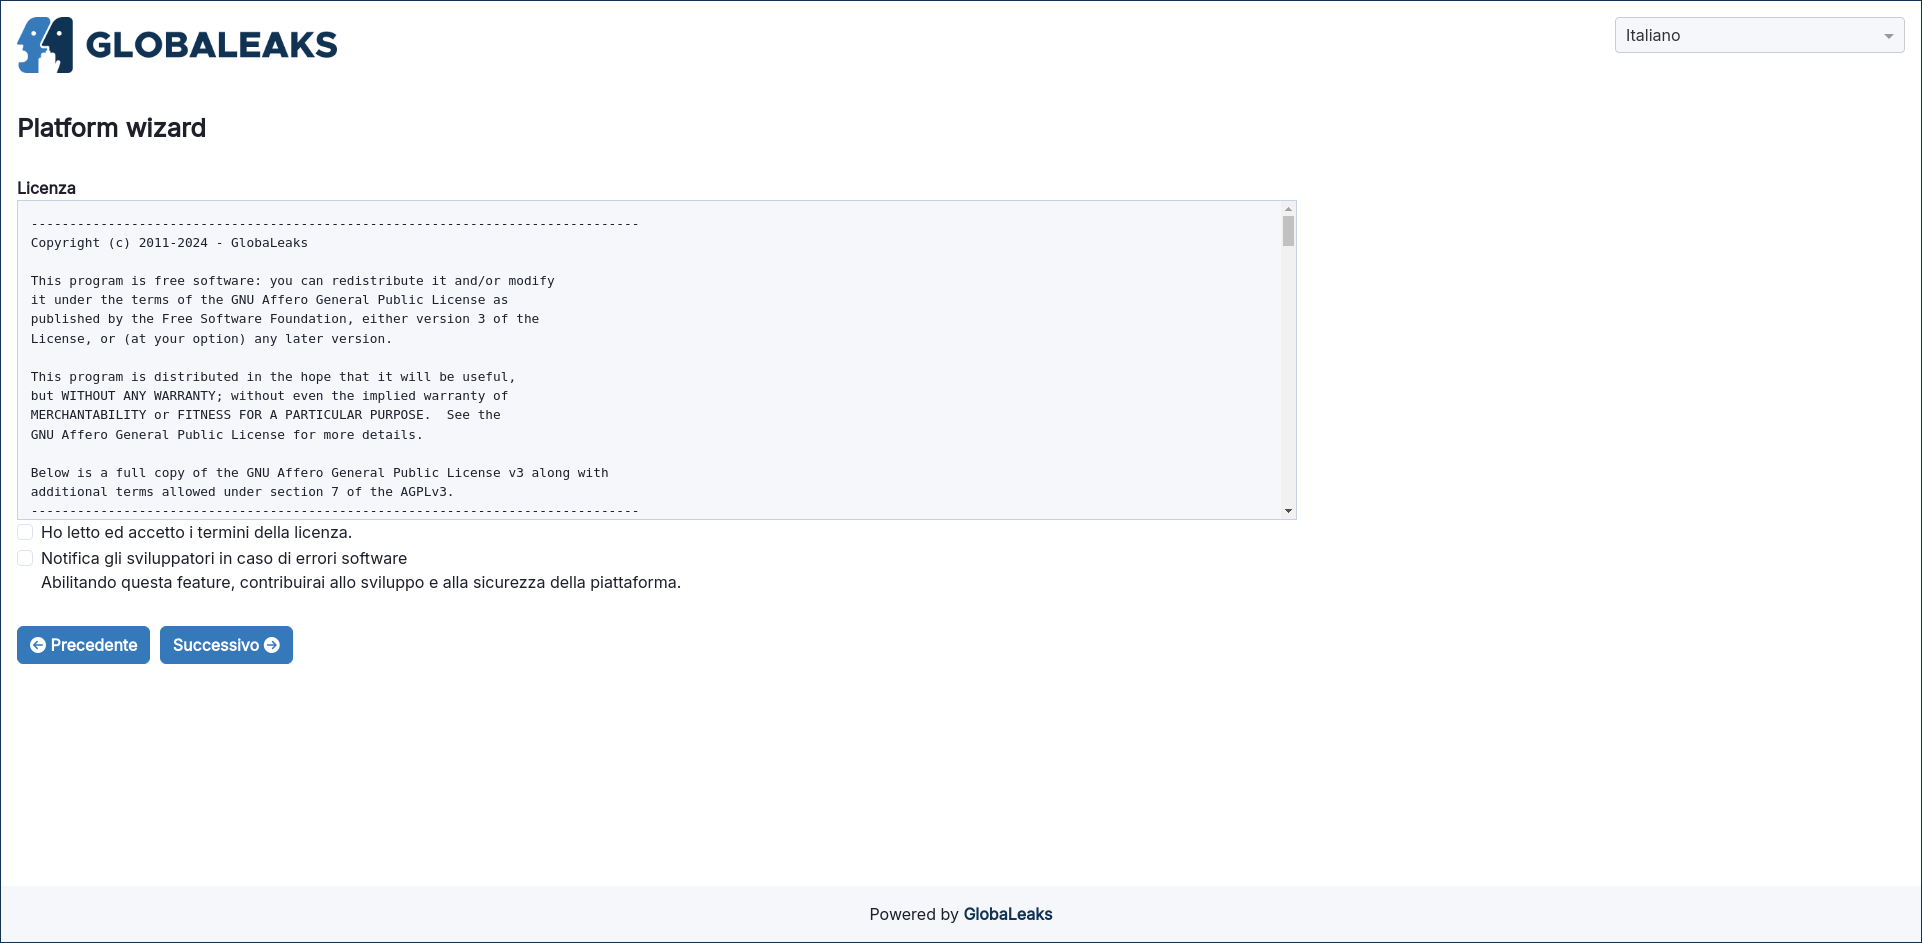 GLOBALEAKS
Italiano
Platform wizard
Licenza
-------------------------------------------------------------------------------
Copyright (c) 2011-2024 - GlobaLeaks
This program is free software: you can redistribute it and/or modify
it under the terms of the GNU Affero General Public License as
published by the Free Software Foundation, either version 3 of the
License, or (at your option) any later version.
This program is distributed in the hope that it will be useful,
but WITHOUT ANY WARRANTY; without even the implied warranty of
MERCHANTABILITY or FITNESS FOR A PARTICULAR PURPOSE.  See the
GNU Affero General Public License for more details.
Below is a full copy of the GNU Affero General Public License v3 along with
additional terms allowed under section 7 of the AGPLv3.
-------------------------------------------------------------------------------
Ho letto ed accetto i termini della licenza.
Notifica gli sviluppatori in caso di errori software
Abilitando questa feature, contribuirai allo sviluppo e alla sicurezza della piattaforma.
Precedente
Successivo
Powered by GlobaLeaks